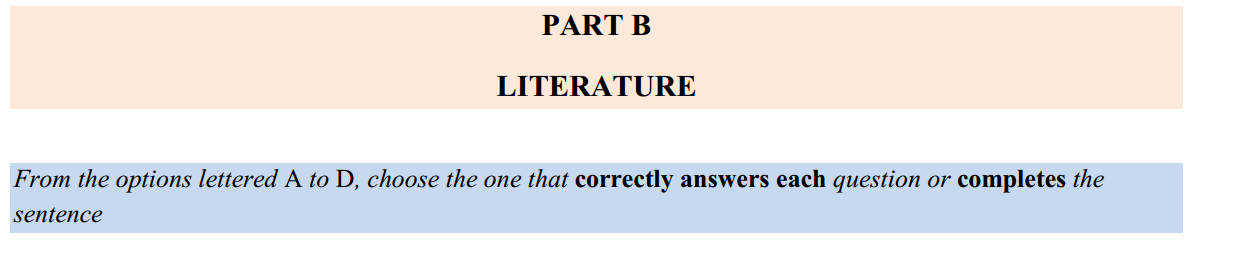 PART B
LITERATURE
From the options lettered A to D, choose the one that correctly answers each question or completes the
sentence